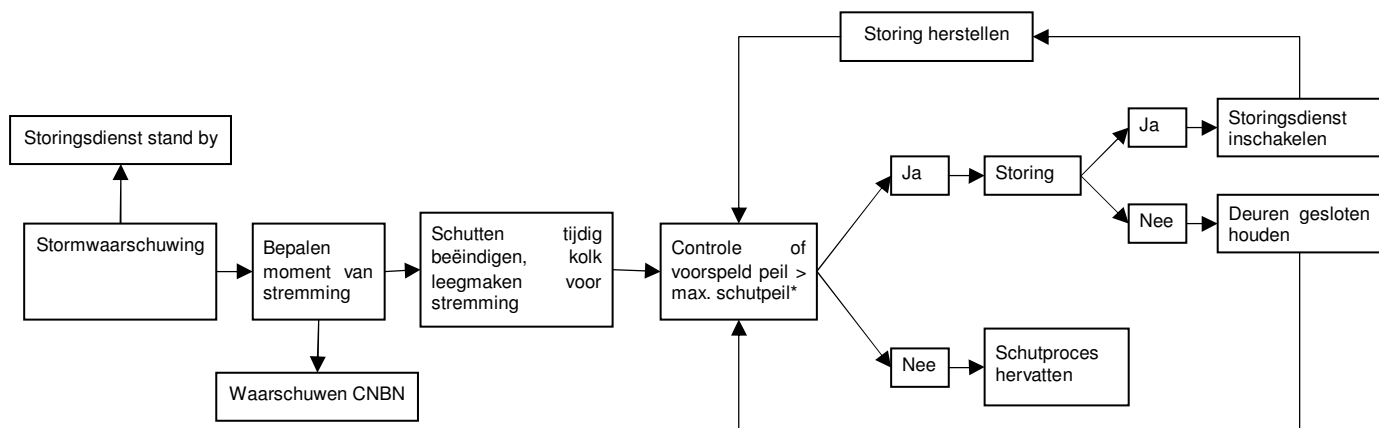 Storing herstellen
Storingsdienst stand by
Ja
Storingsdienst
inschakelen
Ja
Storing
Nee
Deuren gesloten
houden
Stormwaarschuwing
Bepalen
moment van
stremming
Schutten tijdig
beëindigen, kolk
leegmaken voor
stremming
Controle of
voorspeld peil >
max. schutpeil*
Nee
Schutproces
hervatten
Waarschuwen CNBN